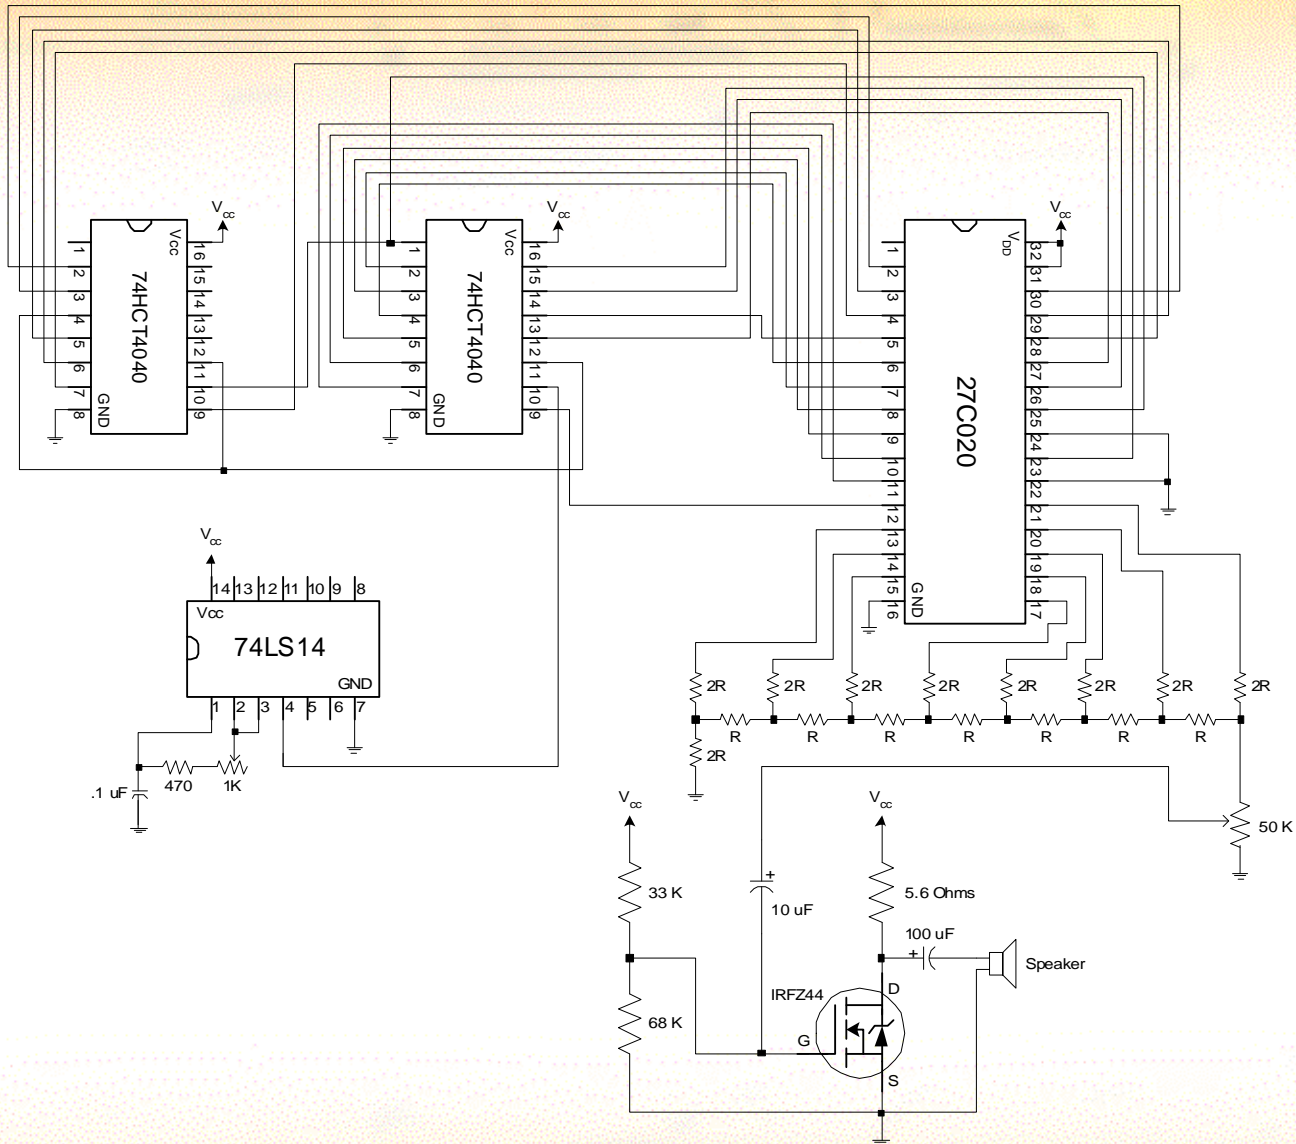 Vcc
Vcc
Vcc
1
2
3
4
5
6
7
8
Vcc
GND
74HCT4040
16
15
14
13
12
11
10
9
1
2
3
4
5
6
7
8
Vcc
GND
74HCT4040
16
15
14
13
12
11
10
9
1
2
3
4
5
6
7
8
9
10
11
12
13
14
15
16
VDD
27C020
GND
32
31
30
29
28
27
26
25
24
23
22
21
20
19
18
17
Vcc
14 13 12 11 10 9 8
Vcc
74LS14
GND
1 2 3 4 5 6 7
.1 uF
470
1K
2R 2R 2R 2R 2R 2R 2R 2R
R R R R R R R
2R
50 K
Vcc
Vcc
33 K
+
10 uF
5.6 Ohms
100 uF
+
Speaker
IRFZ44
D
68 K
G
S